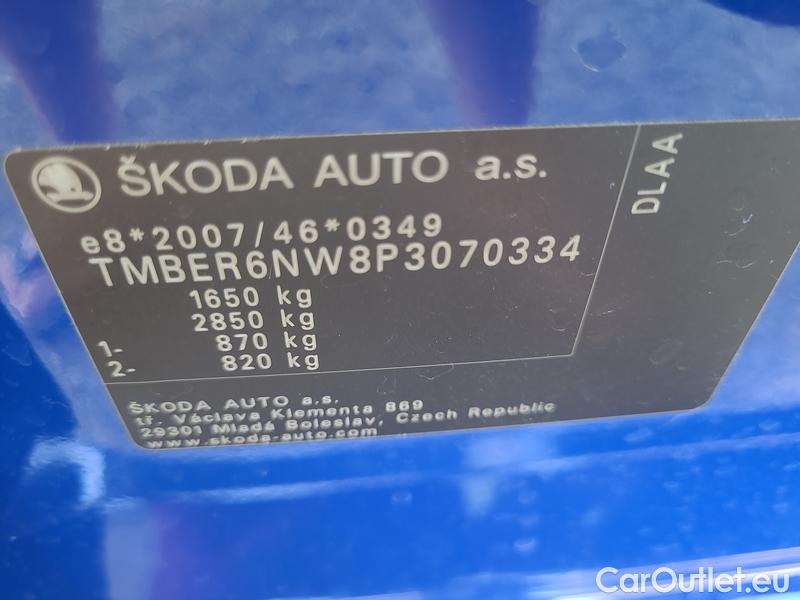 ŠKODA AUTO a.s.
DLAA
e8*2007/46*0349
TMBER6NW8P3070334
1650 kg
2850 kg
1- 870 kg
2- 820 kg
ŠKODA AUTO a.s.
tř. Václava Klementa 869
29301 Mladá Boleslav, Czech Republic
www.skoda-auto.com
CarOutlet.eu